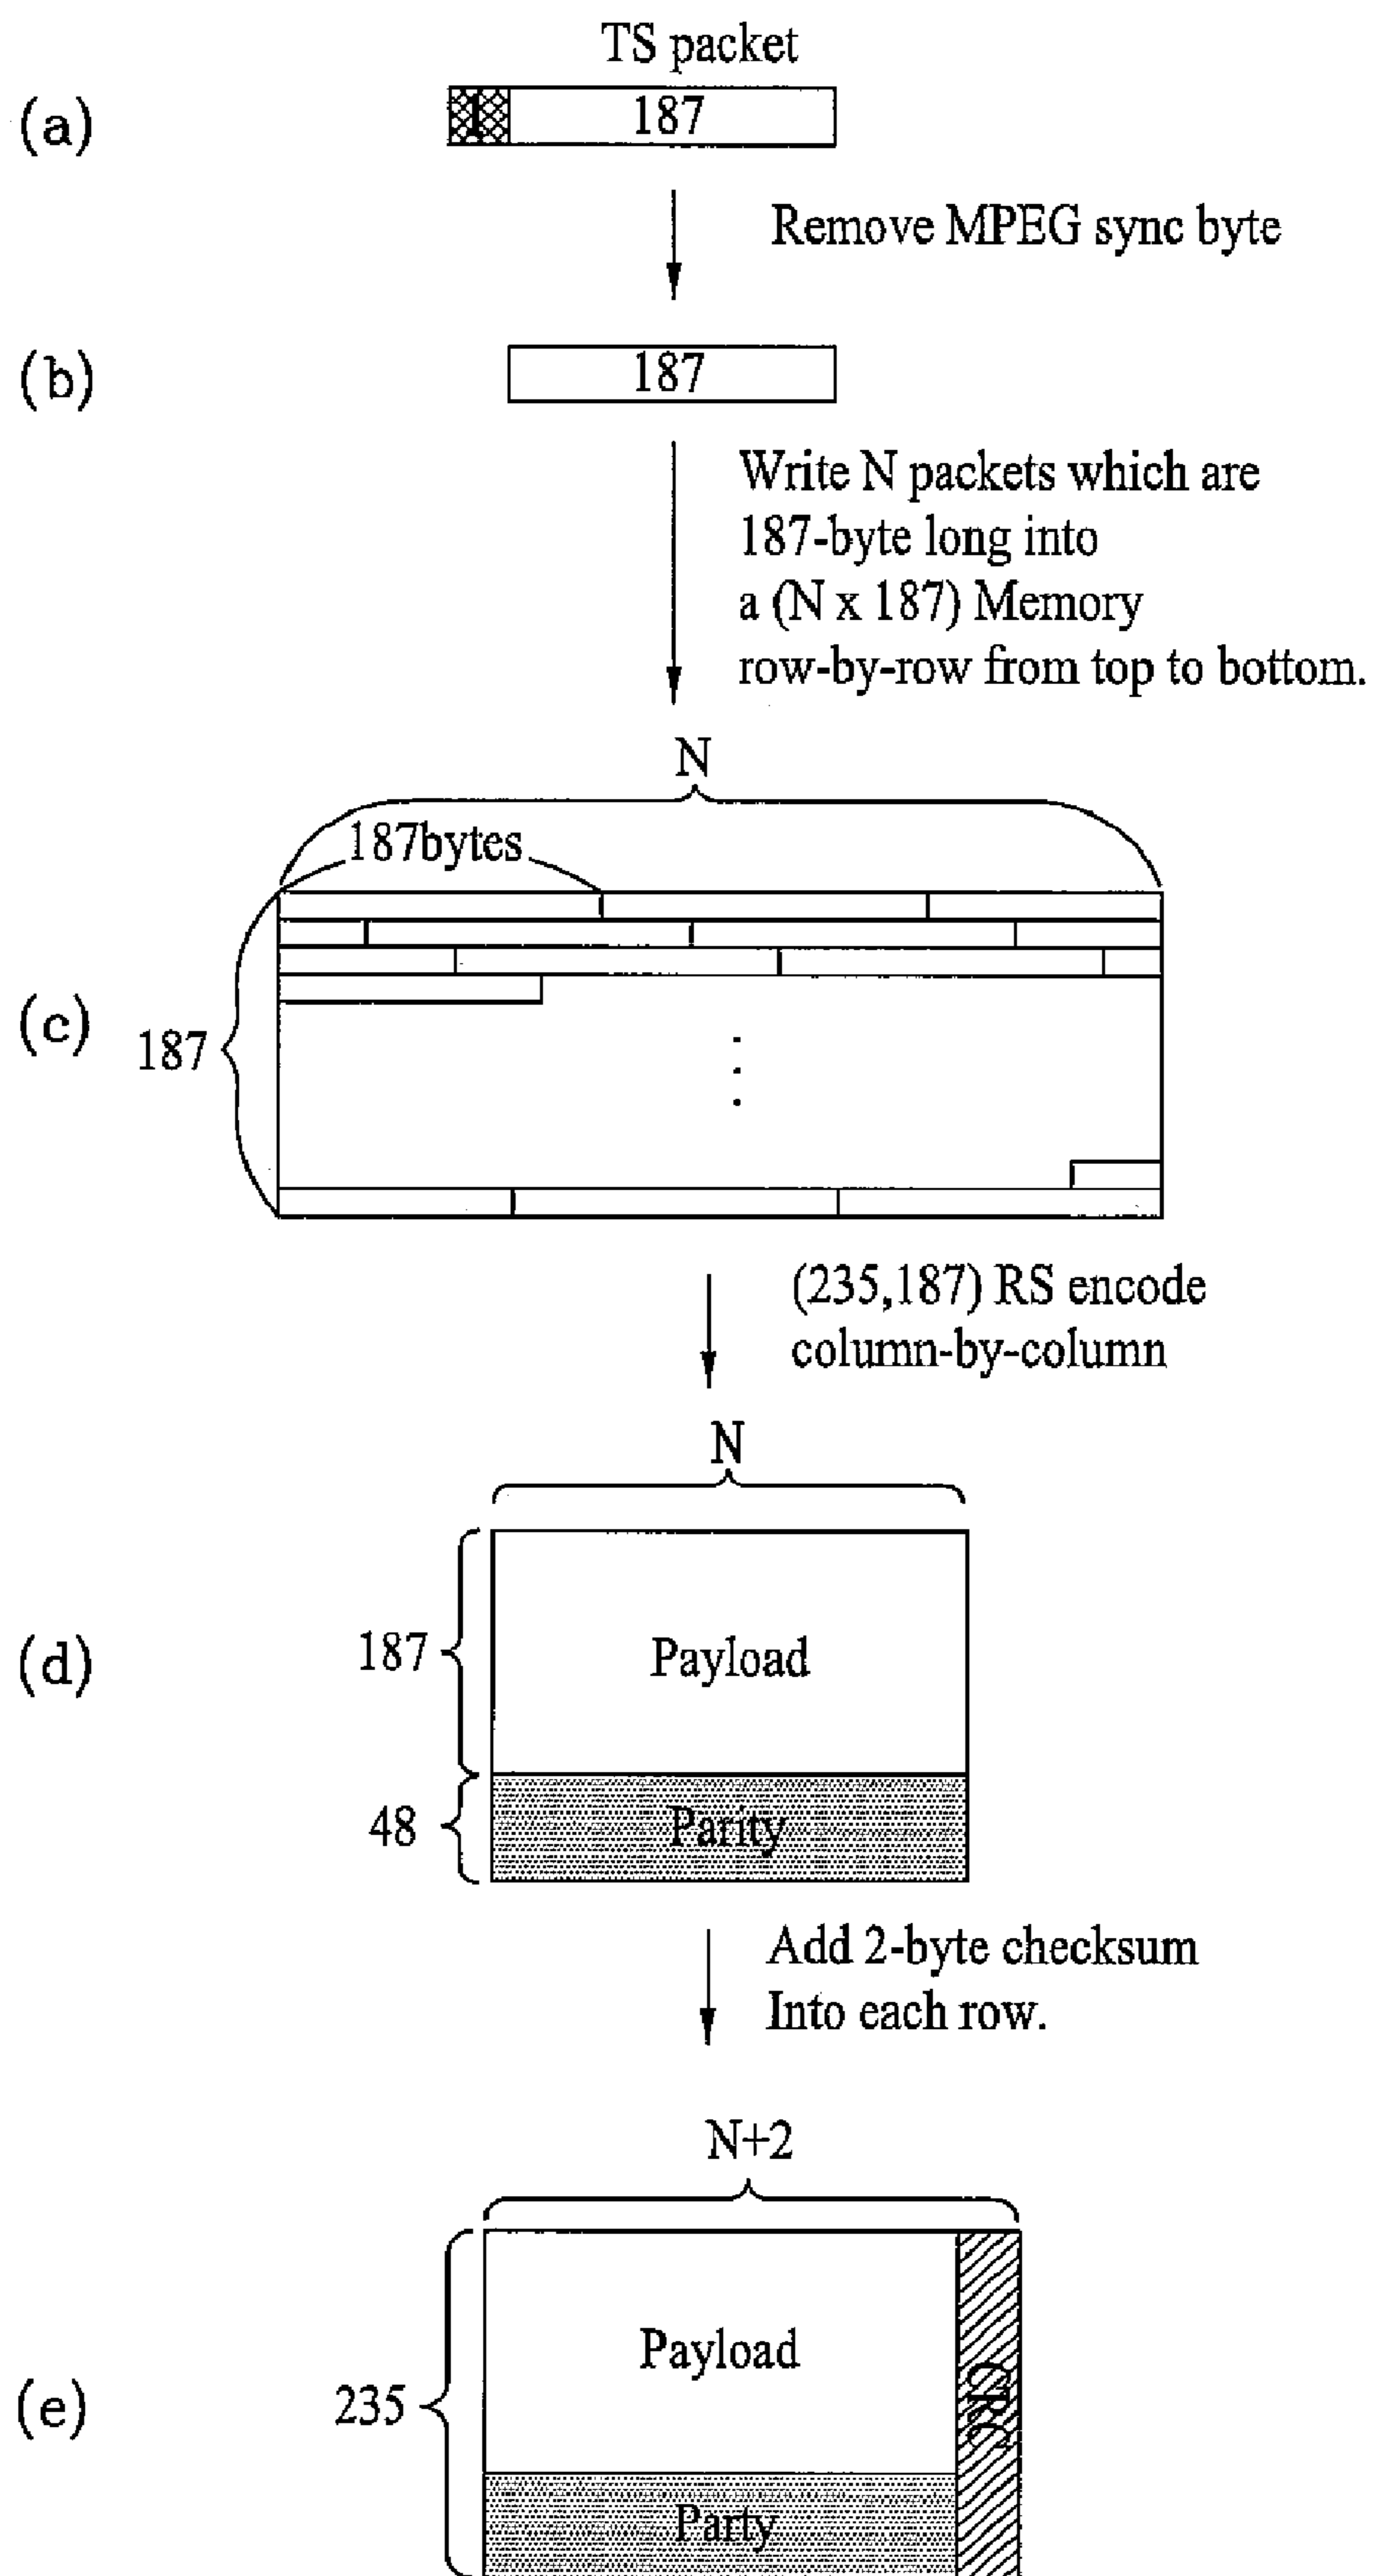 TS packet
(a)
1 187
Remove MPEG sync byte
(b)
187
Write N packets which are
187-byte long into
a (N x 187) Memory
row-by-row from top to bottom.
N
187bytes
(c)
187
(235,187) RS encode
column-by-column
N
(d)
187
Payload
48
Parity
Add 2-byte checksum
Into each row.
N+2
(e)
235
Payload
CRC
Party